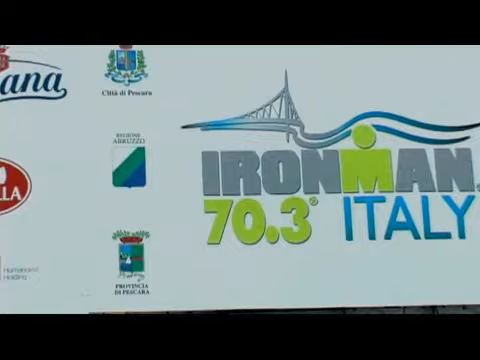 ana
Città di Pescara
REGIONE
ABRUZZO
LLA
PROVINCIA
DI PESCARA
Holding
IRONMAN
70.3® ITALY